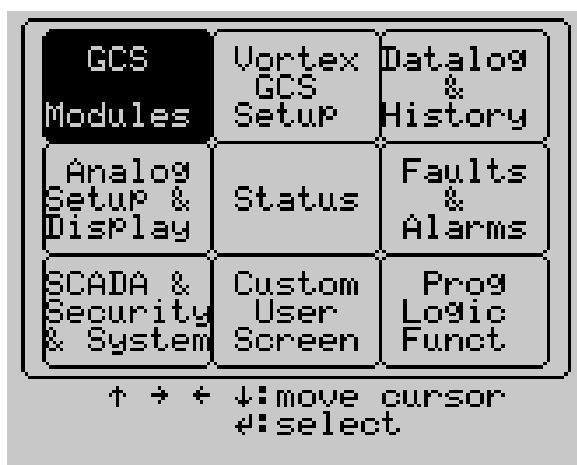 GCS
Modules
Vortex
GCS
Setup
Datalog
&
History
Analog
Setup &
Display
Status
Faults
&
Alarms
SCADA &
Security
& System
Custom
User
Screen
Prog
Logic
Funct
↑ → ← ↓:move cursor
↵:select